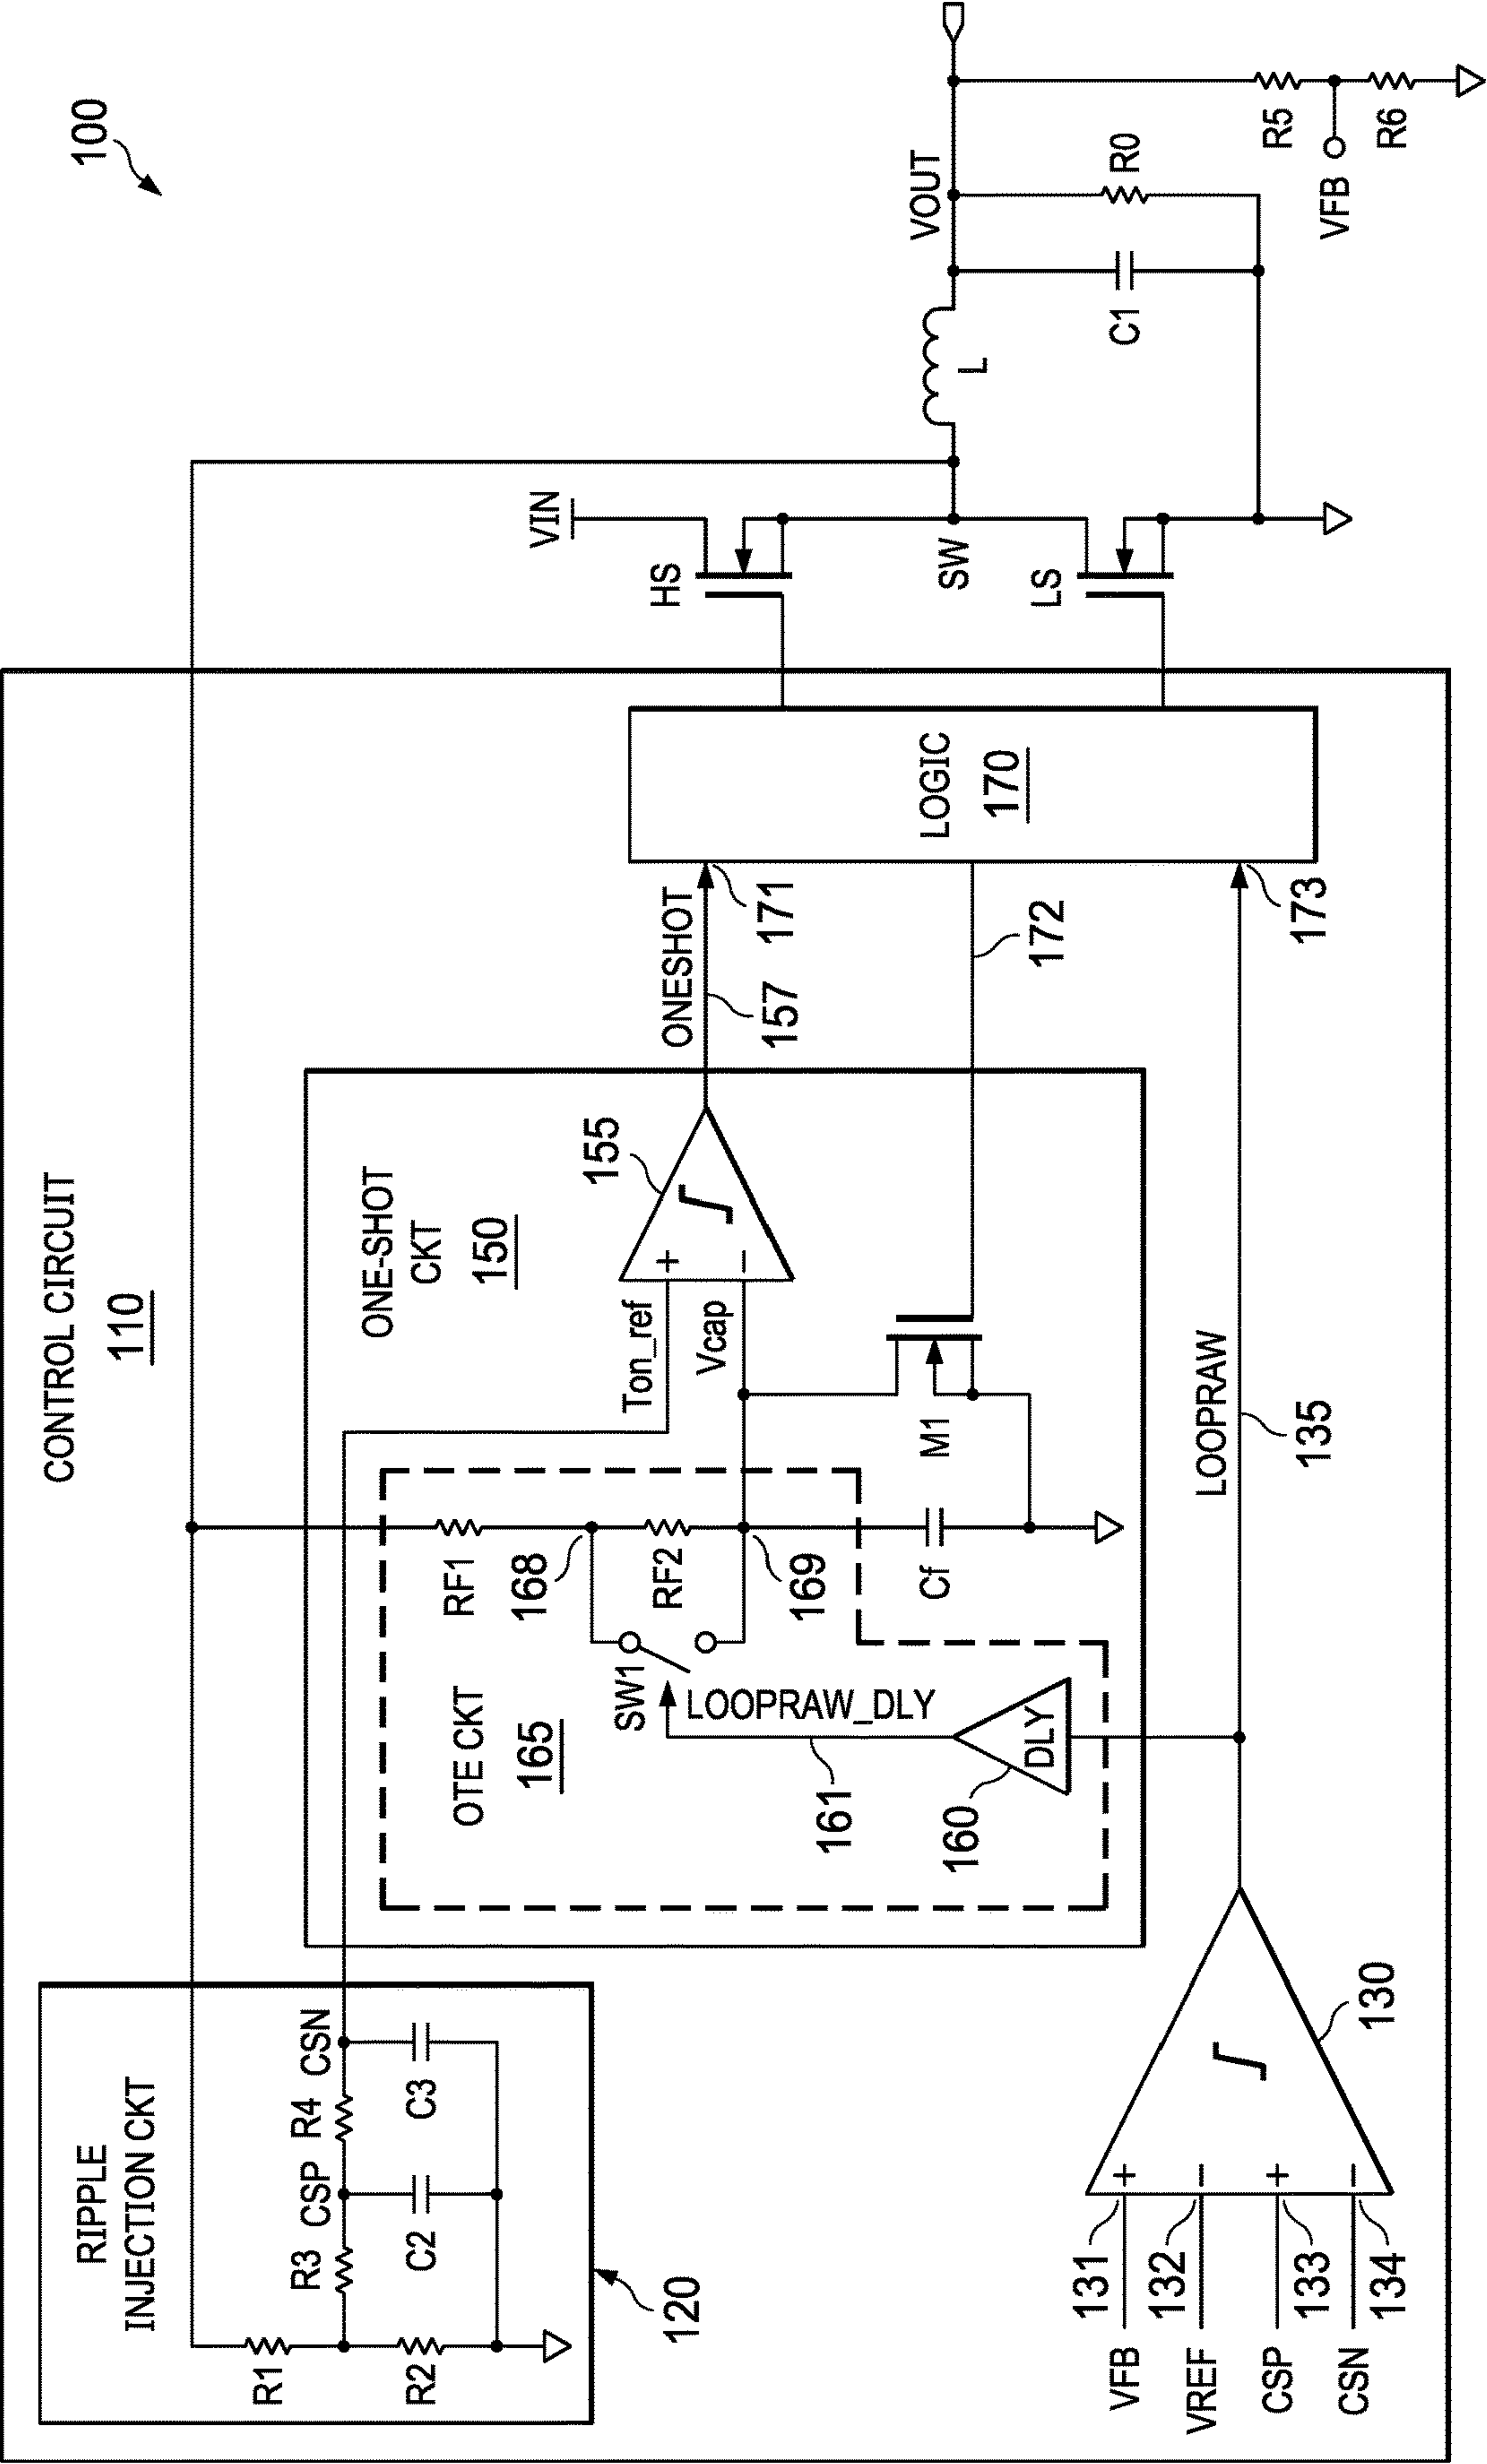 100
CONTROL CIRCUIT
110
RIPPLE
INJECTION CKT
R1
R2
R3
CSP
R4
CSN
C2
C3
120
ONE-SHOT
CKT
150
155
+
−
Ton_ref
Vcap
OTE CKT
165
RF1
168
RF2
169
SW1
LOOPRAW_DLY
161
DLY
160
Cf
M1
ONESHOT
157
171
172
173
LOGIC
170
LOOPRAW
135
130
VFB
131
+
VREF
132
−
CSP
133
+
CSN
134
−
VIN
HS
SW
LS
L
VOUT
C1
R0
R5
R6
VFB